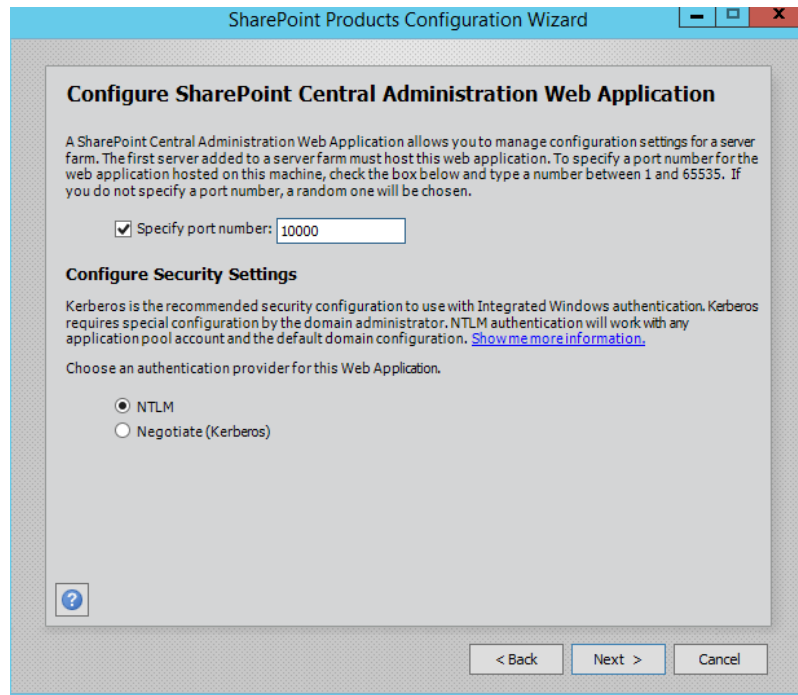 SharePoint Products Configuration Wizard
Configure SharePoint Central Administration Web Application
A SharePoint Central Administration Web Application allows you to manage configuration settings for a server
farm. The first server added to a server farm must host this web application. To specify a port number for the
web application hosted on this machine, check the box below and type a number between 1 and 65535. If
you do not specify a port number, a random one will be chosen.
Specify port number: 10000
Configure Security Settings
Kerberos is the recommended security configuration to use with Integrated Windows authentication. Kerberos
requires special configuration by the domain administrator. NTLM authentication will work with any
application pool account and the default domain configuration. Show me more information.
Choose an authentication provider for this Web Application.
NTLM
Negotiate (Kerberos)
< Back Next > Cancel